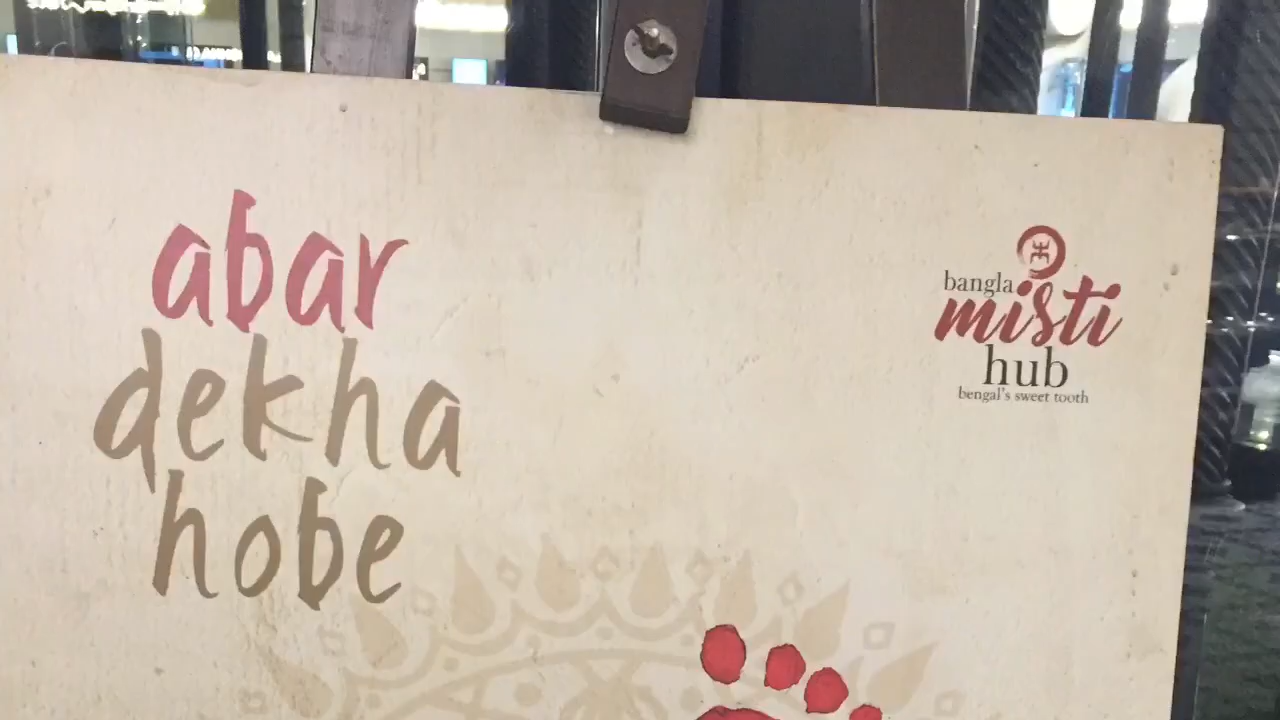 abar
dekha
hobe
bangla
misti
hub
bengal's sweet tooth